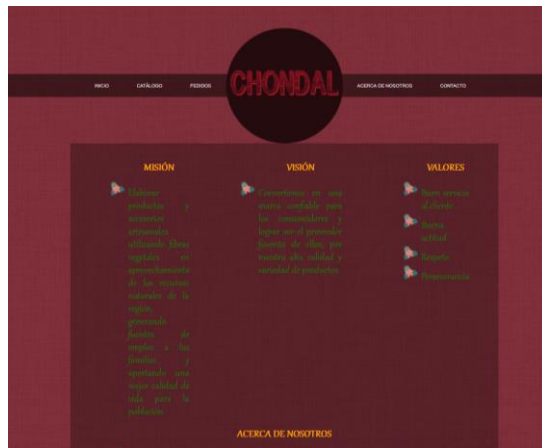 INICIO CATÁLOGO PEDIDOS CHONDAL ACERCA DE NOSOTROS CONTACTO
MISIÓN
Elaborar
productos y
accesorios
artesanales
utilizando fibras
vegetales en
aprovechamiento
de los recursos
naturales de la
región,
generando
fuentes de
empleo a las
familias y
aportando una
mejor calidad de
vida para la
población.
VISIÓN
Convertirnos en una
marca confiable para
los consumidores y
lograr ser el proveedor
favorito de ellos, por
nuestra alta calidad y
variedad de productos.
VALORES
Buen servicio
al cliente
Buena
actitud
Respeto
Perseverancia
ACERCA DE NOSOTROS